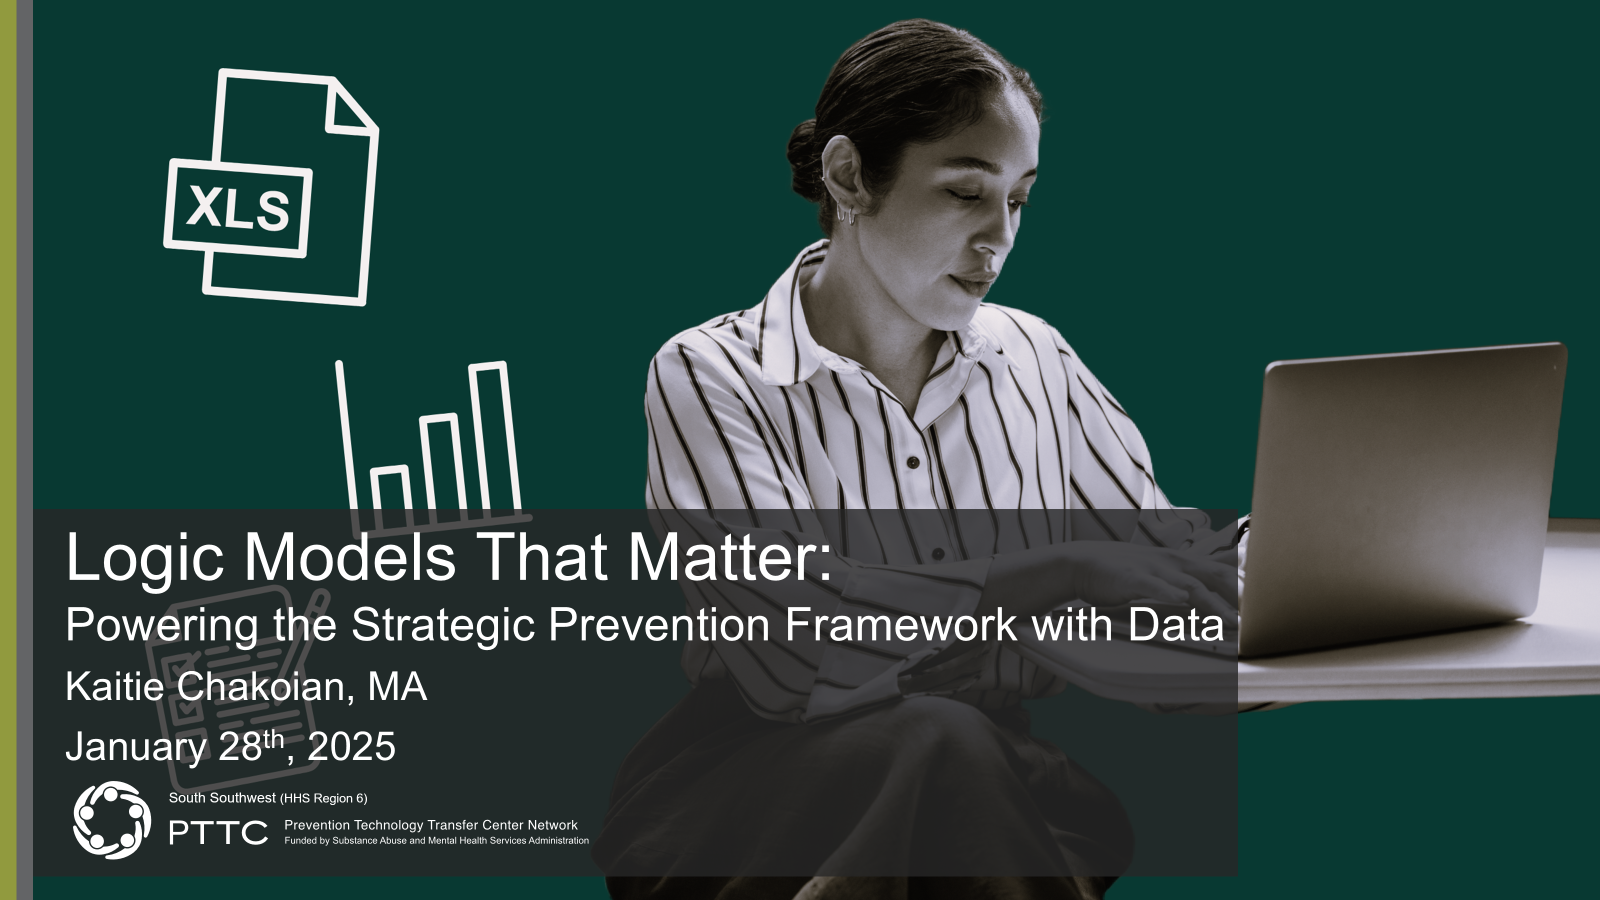 XLS
Logic Models That Matter:
Powering the Strategic Prevention Framework with Data
Kaitie Chakoian, MA
January 28th, 2025
South Southwest (HHS Region 6)
PTTC
Prevention Technology Transfer Center Network
Funded by Substance Abuse and Mental Health Services Administration